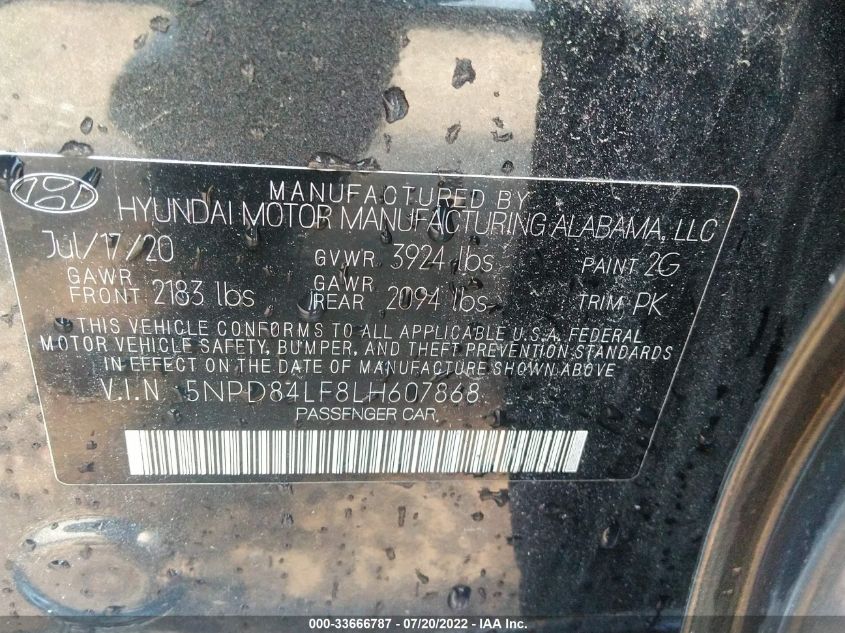 MANUFACTURED BY
HYUNDAI MOTOR MANUFACTURING ALABAMA, LLC
Jul/17/20 GVWR 3924 lbs PAINT 2G
GAWR FRONT 2183 lbs GAWR REAR 2094 lbs TRIM PK
THIS VEHICLE CONFORMS TO ALL APPLICABLE U.S.A. FEDERAL
MOTOR VEHICLE SAFETY, BUMPER, AND THEFT PREVENTION STANDARDS
IN EFFECT ON THE DATE OF MANUFACTURE SHOWN ABOVE.
V.I.N 5NPD84LF8LH607868
PASSENGER CAR
000-33666787 - 07/20/2022 - IAA Inc.